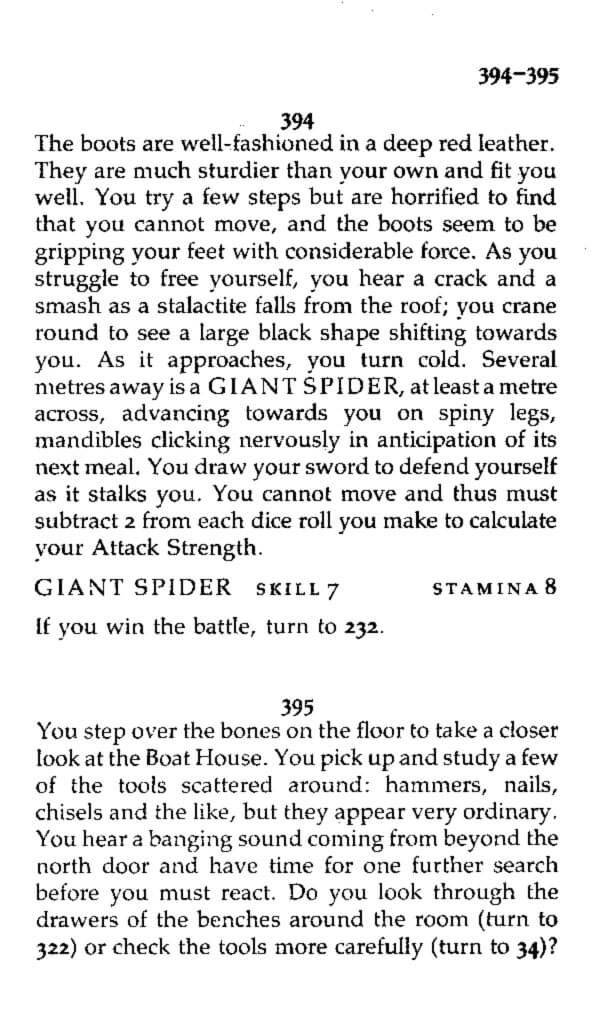 394–395
394
The boots are well-fashioned in a deep red leather.
They are much sturdier than your own and fit you
well. You try a few steps but are horrified to find
that you cannot move, and the boots seem to be
gripping your feet with considerable force. As you
struggle to free yourself, you hear a crack and a
smash as a stalactite falls from the roof; you crane
round to see a large black shape shifting towards
you. As it approaches, you turn cold. Several
metres away is a GIANT SPIDER, at least a metre
across, advancing towards you on spiny legs,
mandibles clicking nervously in anticipation of its
next meal. You draw your sword to defend yourself
as it stalks you. You cannot move and thus must
subtract 2 from each dice roll you make to calculate
your Attack Strength.
GIANT SPIDER SKILL 7 STAMINA 8
If you win the battle, turn to 232.
395
You step over the bones on the floor to take a closer
look at the Boat House. You pick up and study a few
of the tools scattered around: hammers, nails,
chisels and the like, but they appear very ordinary.
You hear a banging sound coming from beyond the
north door and have time for one further search
before you must react. Do you look through the
drawers of the benches around the room (turn to
322) or check the tools more carefully (turn to 34)?